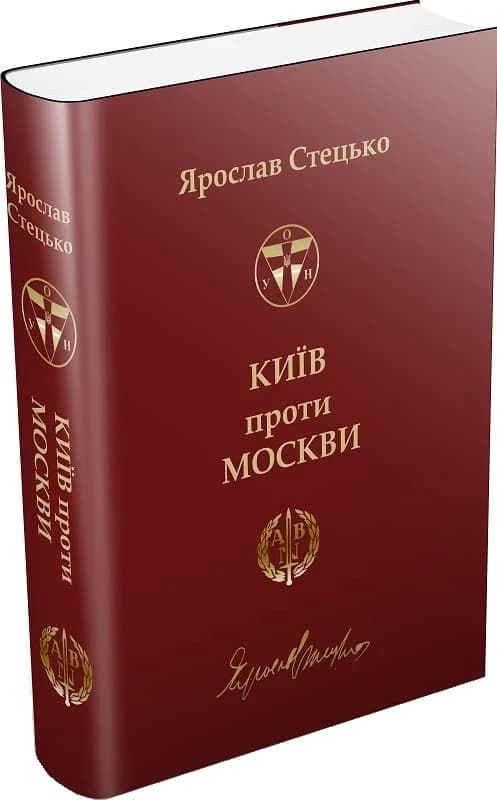 Ярослав Стецько
О
У Н
КИЇВ
проти
МОСКВИ
А В
N
Ярослав
Стецько
О
У Н
КИЇВ проти
МОСКВИ
А В
N